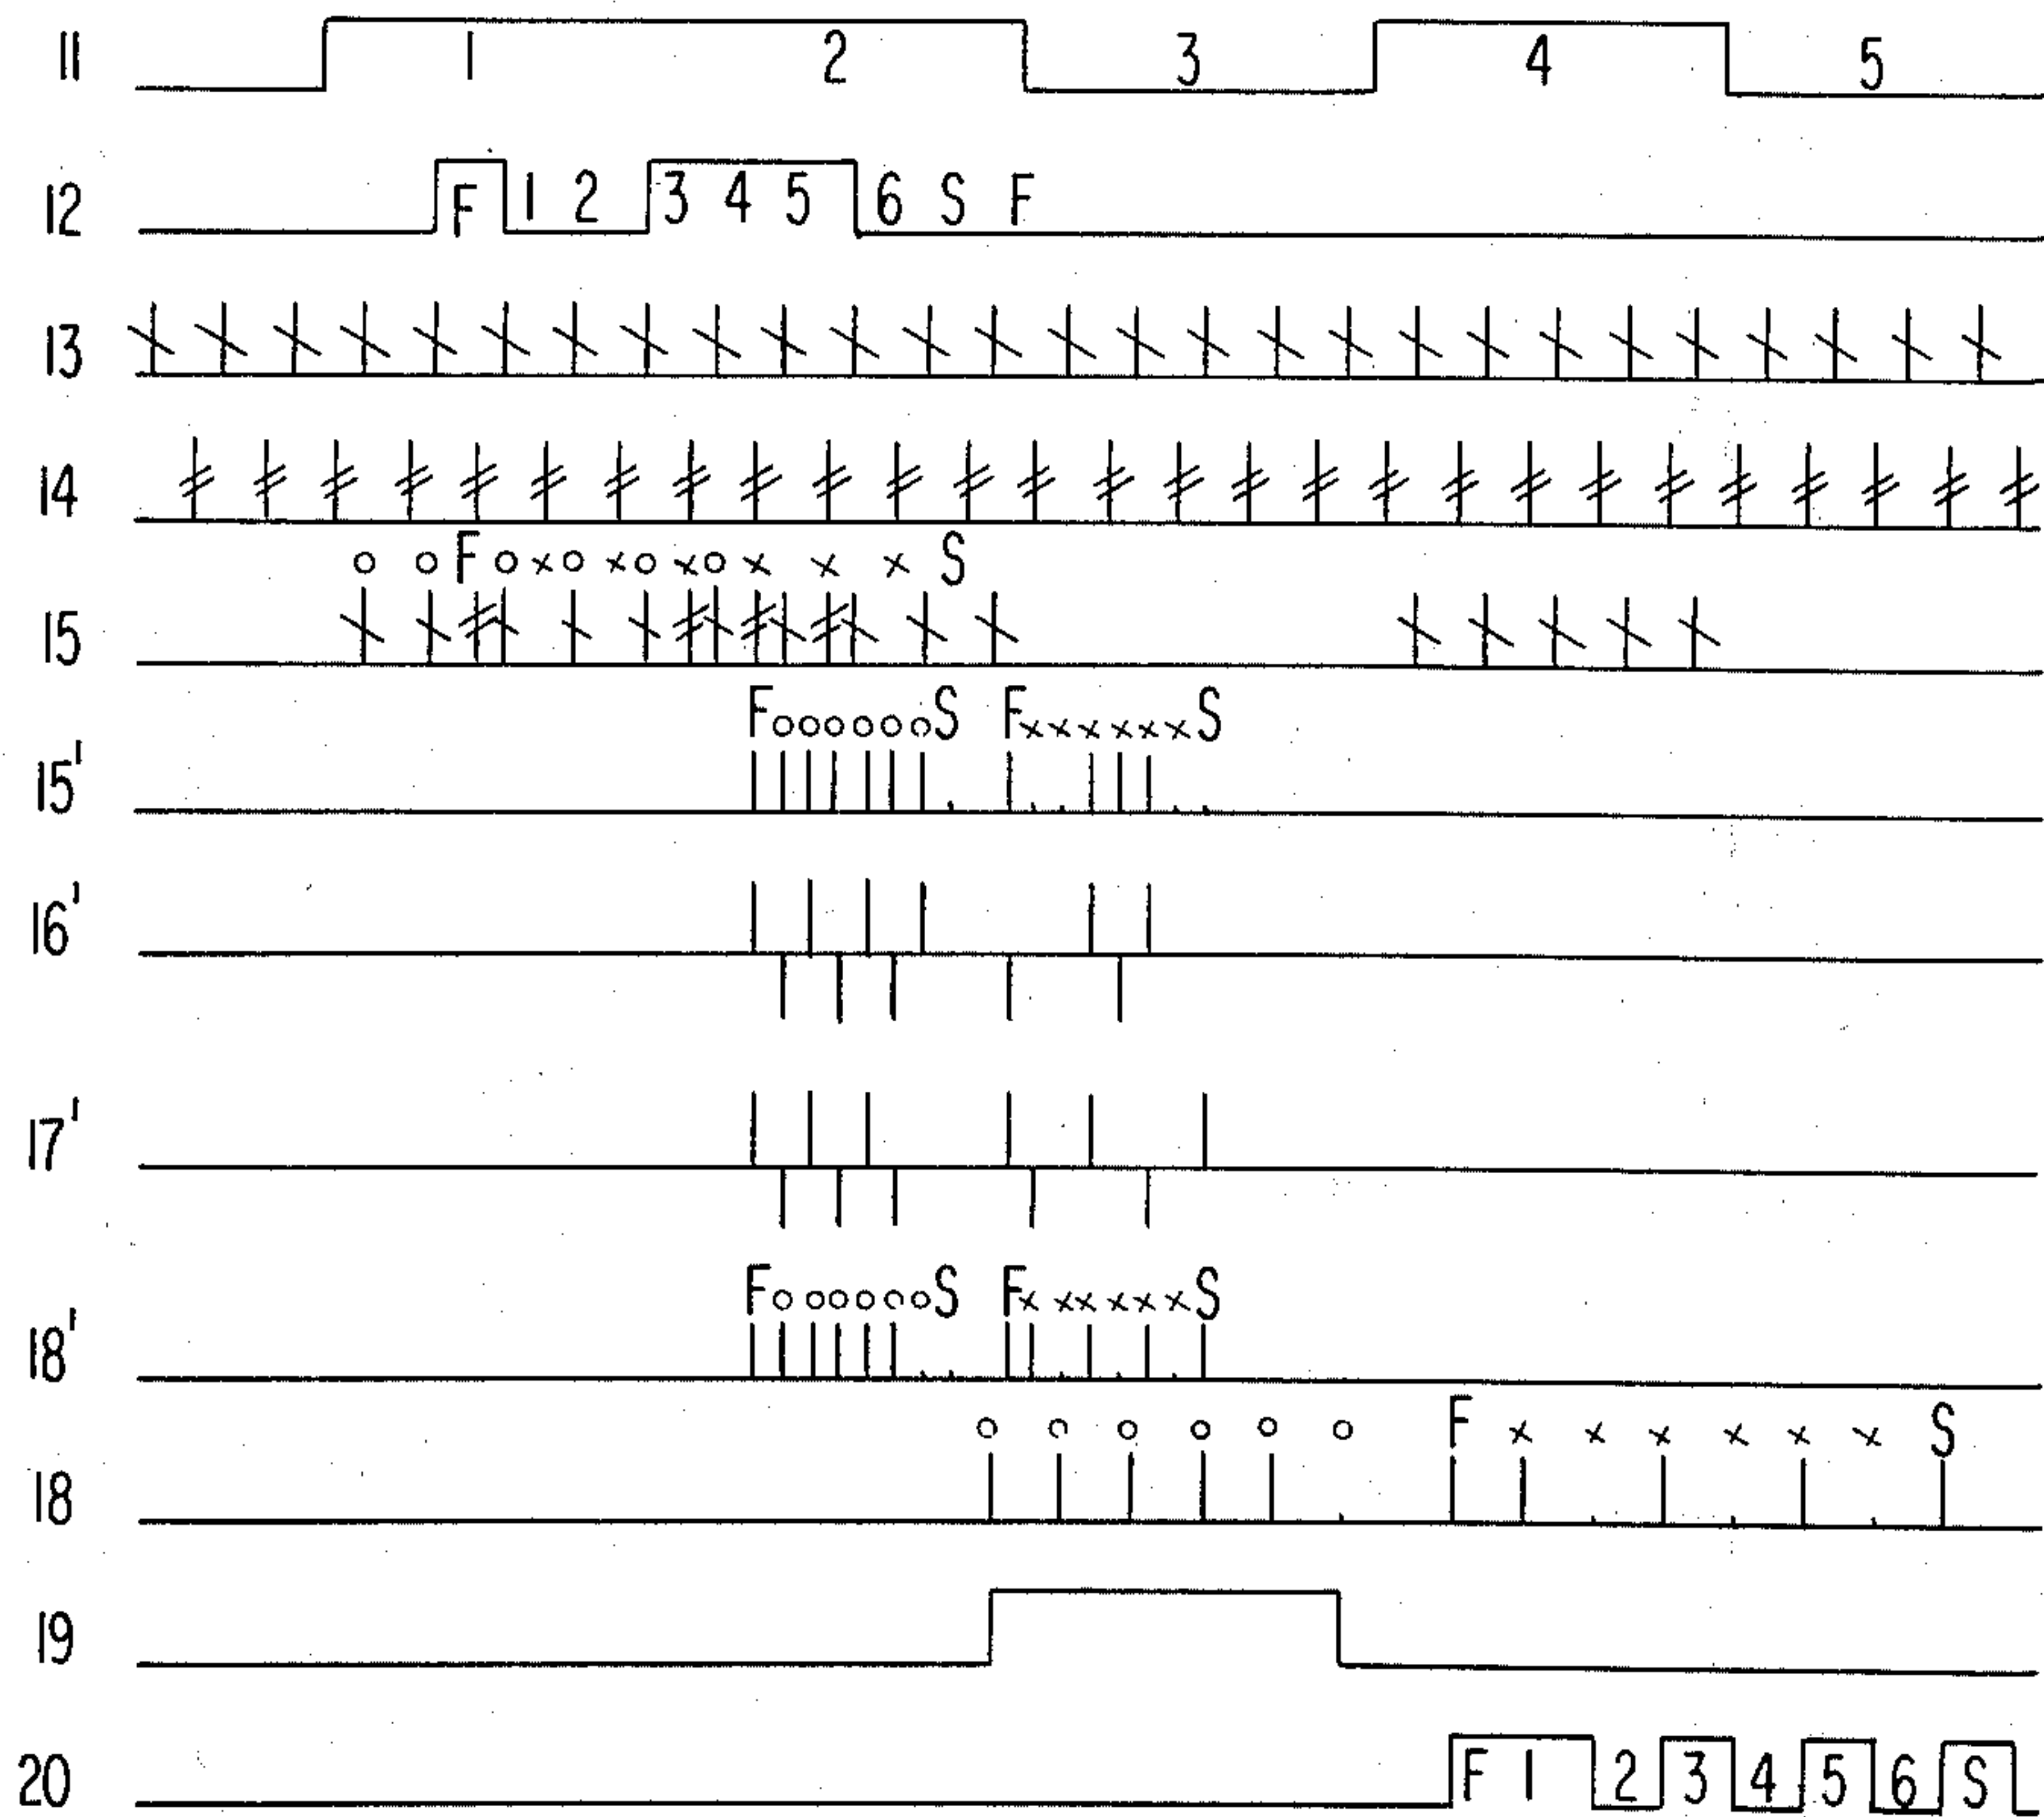 11 1 2 3 4 5
12 F 1 2 3 4 5 6 S F
13
14
o o F o x o x o x o x x x S
15
F o o o o o o S F x x x x x x S
15'
16'
17'
F o o o o o o S F x x x x x x S
18'
o o o o o o F x x x x x x S
18
19
20 F 1 2 3 4 5 6 S